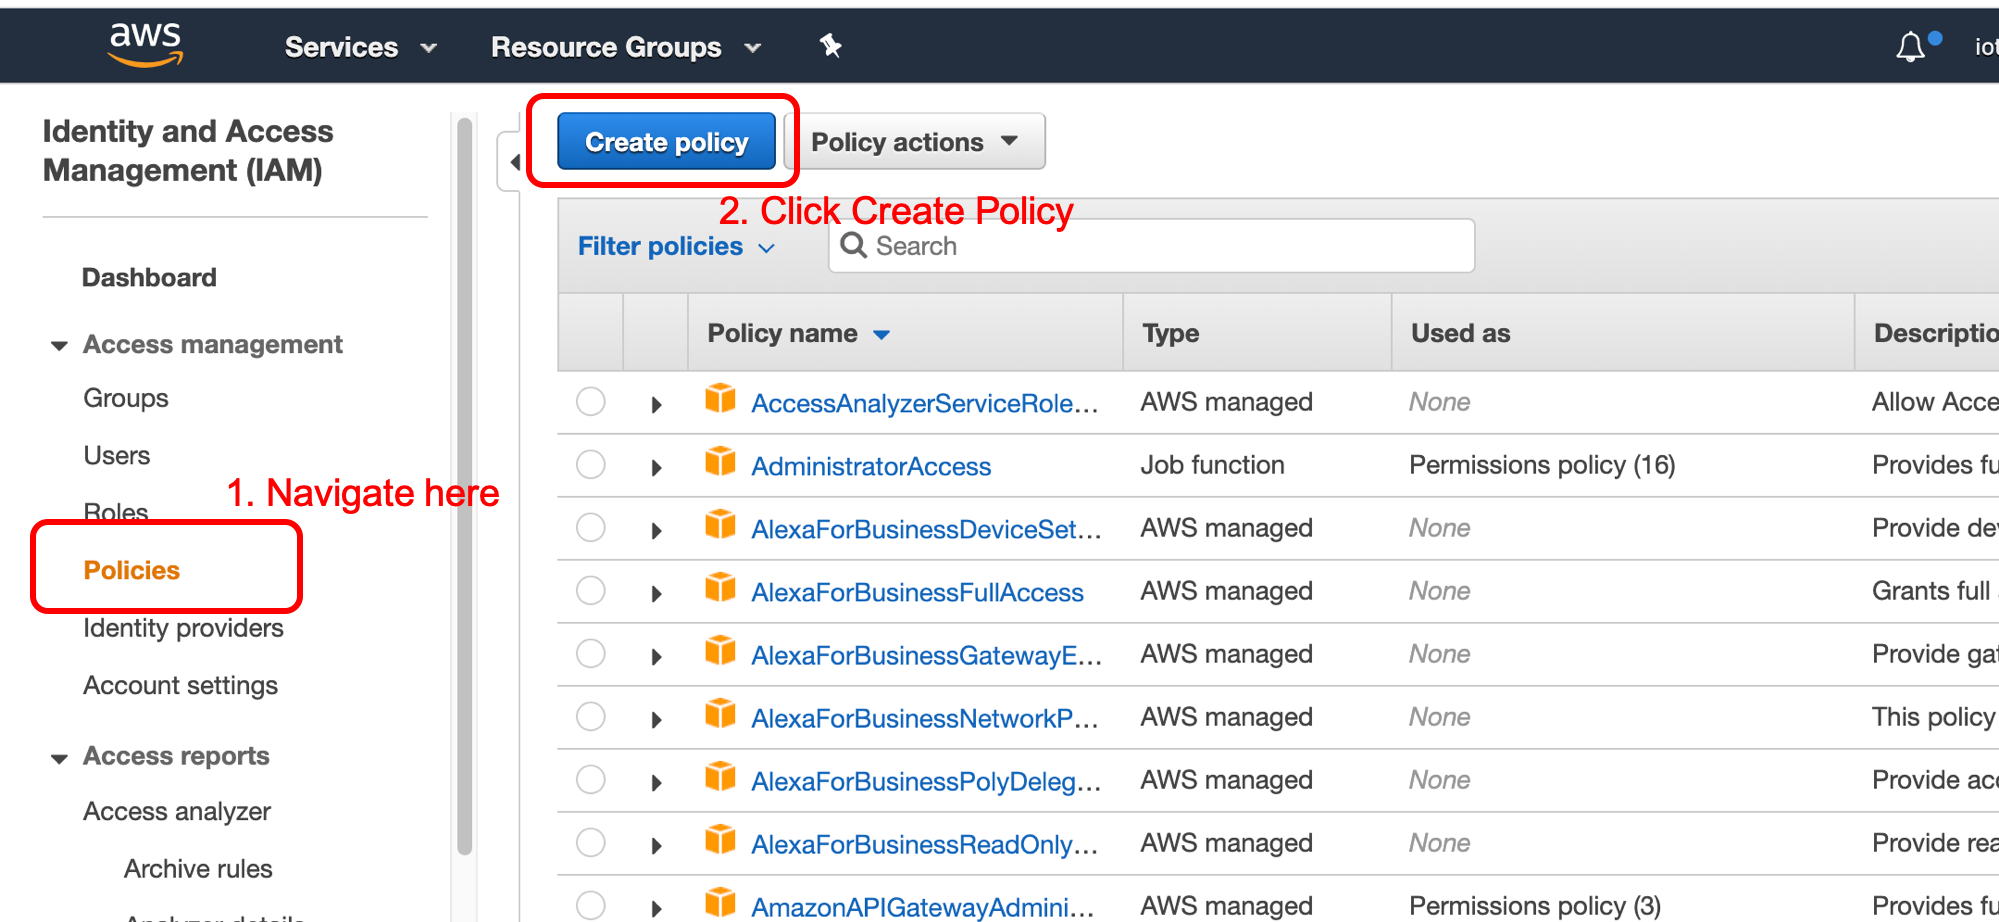 aws Services Resource Groups iot
Identity and Access
Management (IAM)
Create policy Policy actions
2. Click Create Policy
Filter policies Search
Dashboard
Policy name Type Used as Descriptio
Access management
Groups
AccessAnalyzerServiceRole... AWS managed None Allow Acce
Users
AdministratorAccess Job function Permissions policy (16) Provides fu
1. Navigate here
Roles
AlexaForBusinessDeviceSet... AWS managed None Provide dev
Policies
AlexaForBusinessFullAccess AWS managed None Grants full
Identity providers
AlexaForBusinessGatewayE... AWS managed None Provide gat
Account settings
AlexaForBusinessNetworkP... AWS managed None This policy
Access reports
AlexaForBusinessPolyDeleg... AWS managed None Provide acc
Access analyzer
AlexaForBusinessReadOnly... AWS managed None Provide rea
Archive rules
AmazonAPIGatewayAdmini... AWS managed Permissions policy (3) Provides fu
Analyzer details